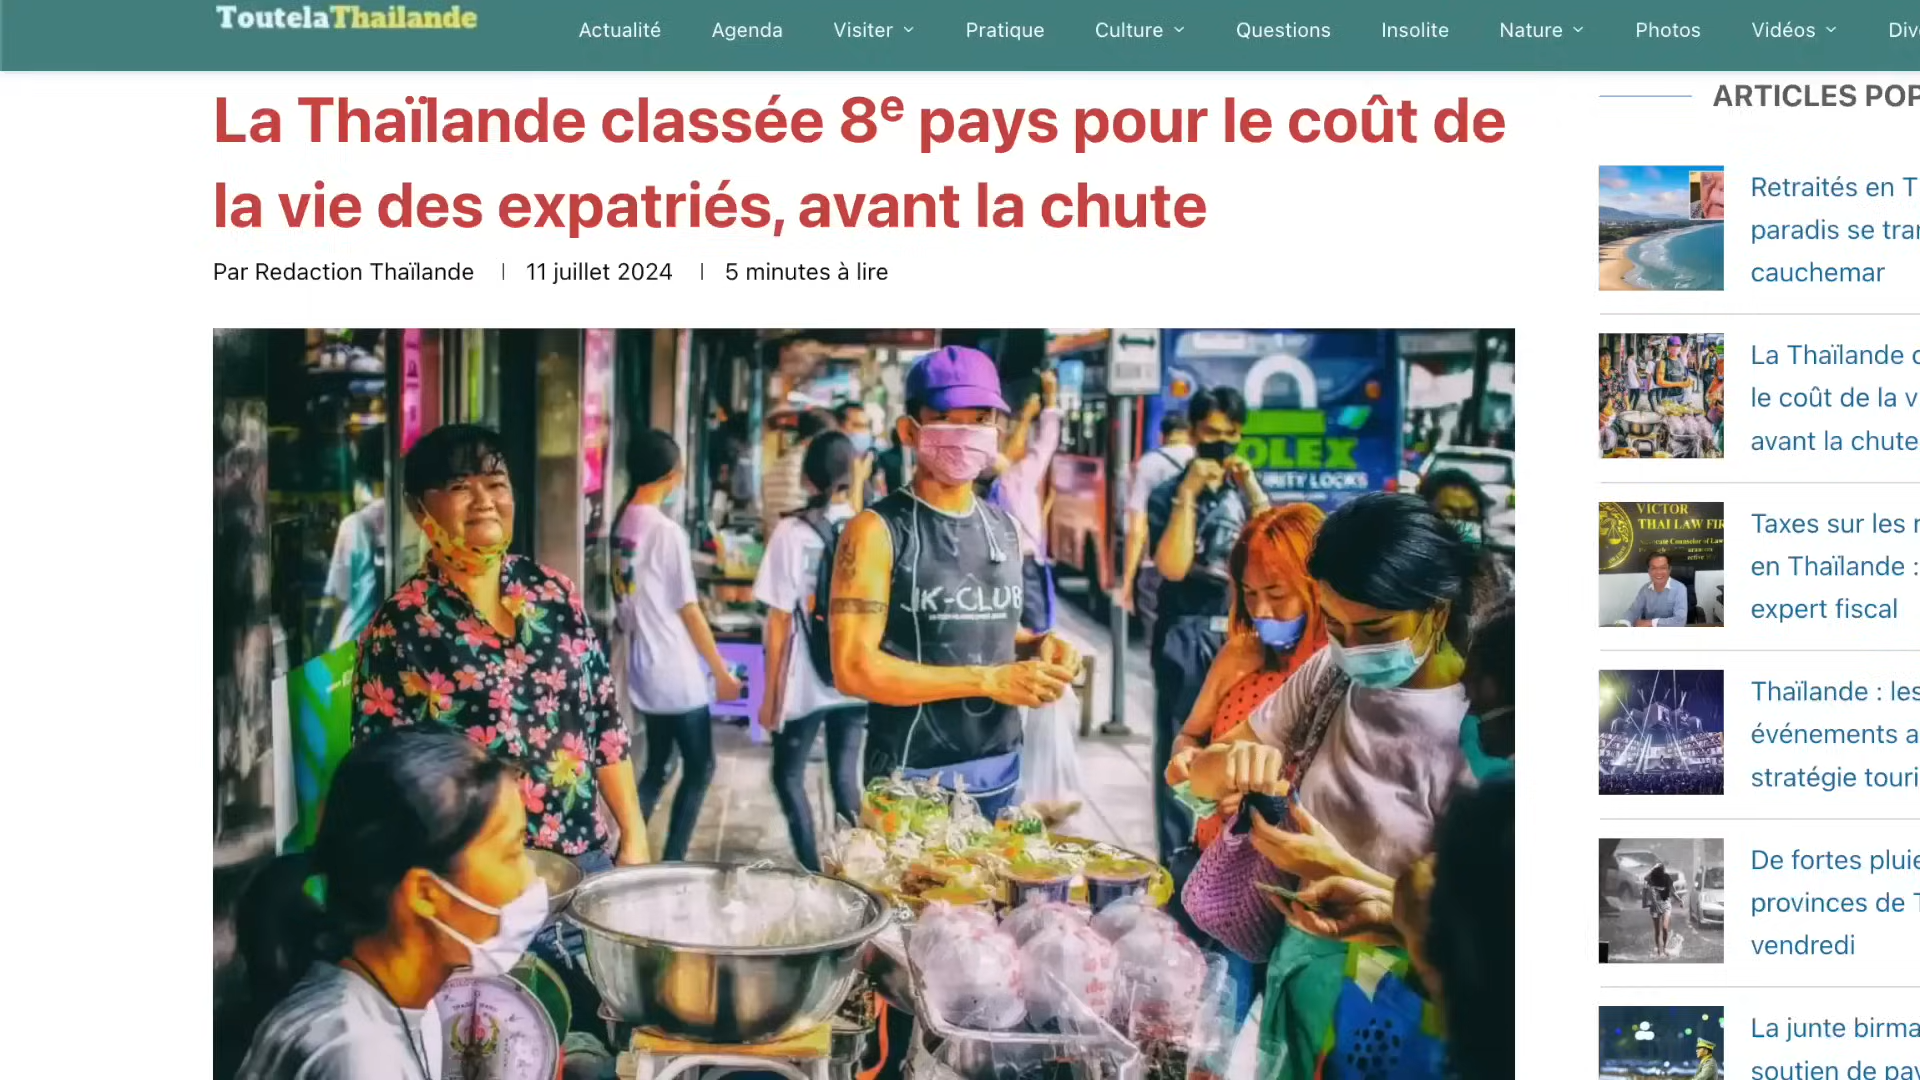 ToutelaThailande
Actualité Agenda Visiter Pratique Culture Questions Insolite Nature Photos Vidéos
La Thaïlande classée 8e pays pour le coût de
la vie des expatriés, avant la chute
Par Redaction Thaïlande | 11 juillet 2024 | 5 minutes à lire
OLEX
K-CLUB
ARTICLES POP
Retraités en T
paradis se tran
cauchemar
La Thaïlande c
le coût de la v
avant la chute
VICTOR
THAI LAW FIR
Taxes sur les r
en Thaïlande :
expert fiscal
Thaïlande : les
événements a
stratégie touri
De fortes pluie
provinces de T
vendredi
La junte birma
soutien de pay